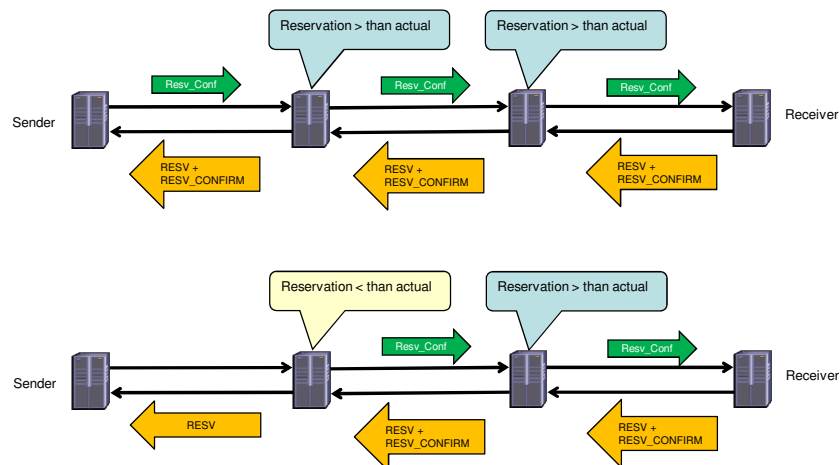 Reservation > than actual
Reservation > than actual
Resv_Conf
Resv_Conf
Resv_Conf
Sender
Receiver
RESV +
RESV_CONFIRM
RESV +
RESV_CONFIRM
RESV +
RESV_CONFIRM
Reservation < than actual
Reservation > than actual
Resv_Conf
Resv_Conf
Sender
Receiver
RESV
RESV +
RESV_CONFIRM
RESV +
RESV_CONFIRM